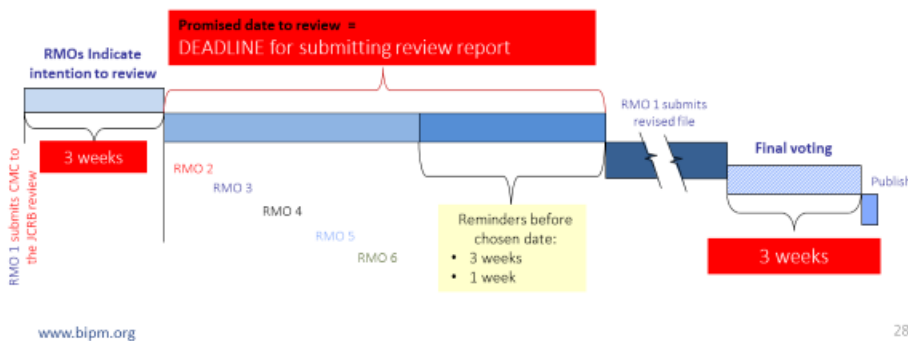 Promised date to review =
DEADLINE for submitting review report
RMOs Indicate
intention to review
3 weeks
RMO 1 submits CMC to
the JCRB review
RMO 2
RMO 3
RMO 4
RMO 5
RMO 6
Reminders before
chosen date:
• 3 weeks
• 1 week
RMO 1 submits
revised file
Final voting
Publish
3 weeks
www.bipm.org
28